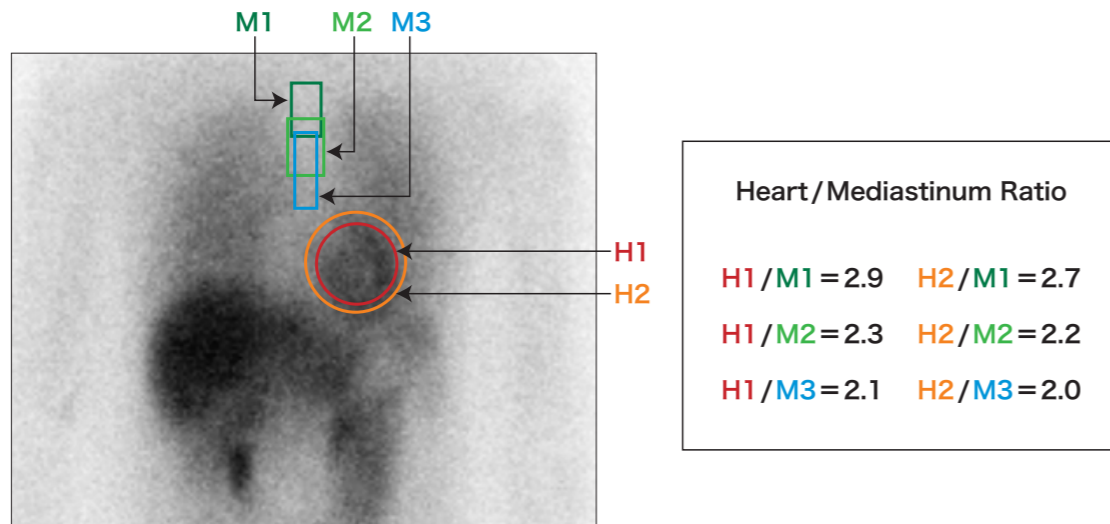 M1 M2 M3
H1
H2
Heart/Mediastinum Ratio
H1/M1=2.9 H2/M1=2.7
H1/M2=2.3 H2/M2=2.2
H1/M3=2.1 H2/M3=2.0